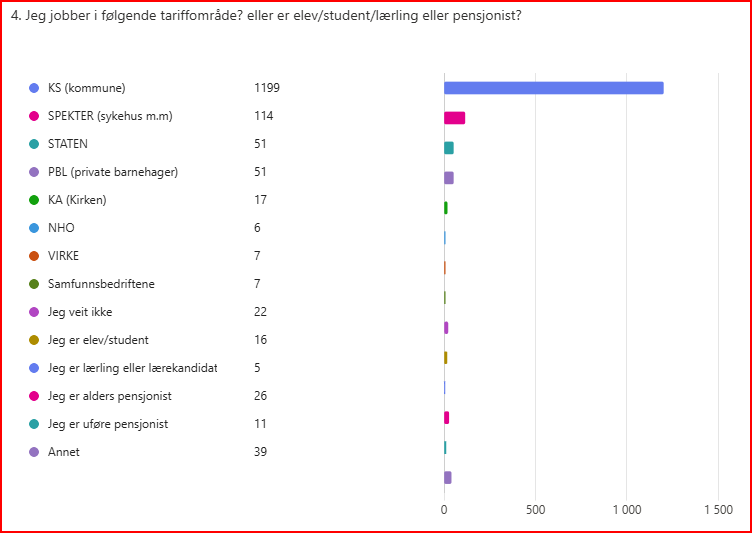 4. Jeg jobber i følgende tariffområde? eller er elev/student/lærling eller pensjonist?
KS (kommune) 1199
SPEKTER (sykehus m.m) 114
STATEN 51
PBL (private barnehager) 51
KA (Kirken) 17
NHO 6
VIRKE 7
Samfunnsbedriftene 7
Jeg veit ikke 22
Jeg er elev/student 16
Jeg er lærling eller lærekandidat 5
Jeg er alders pensjonist 26
Jeg er uføre pensjonist 11
Annet 39
0 500 1 000 1 500